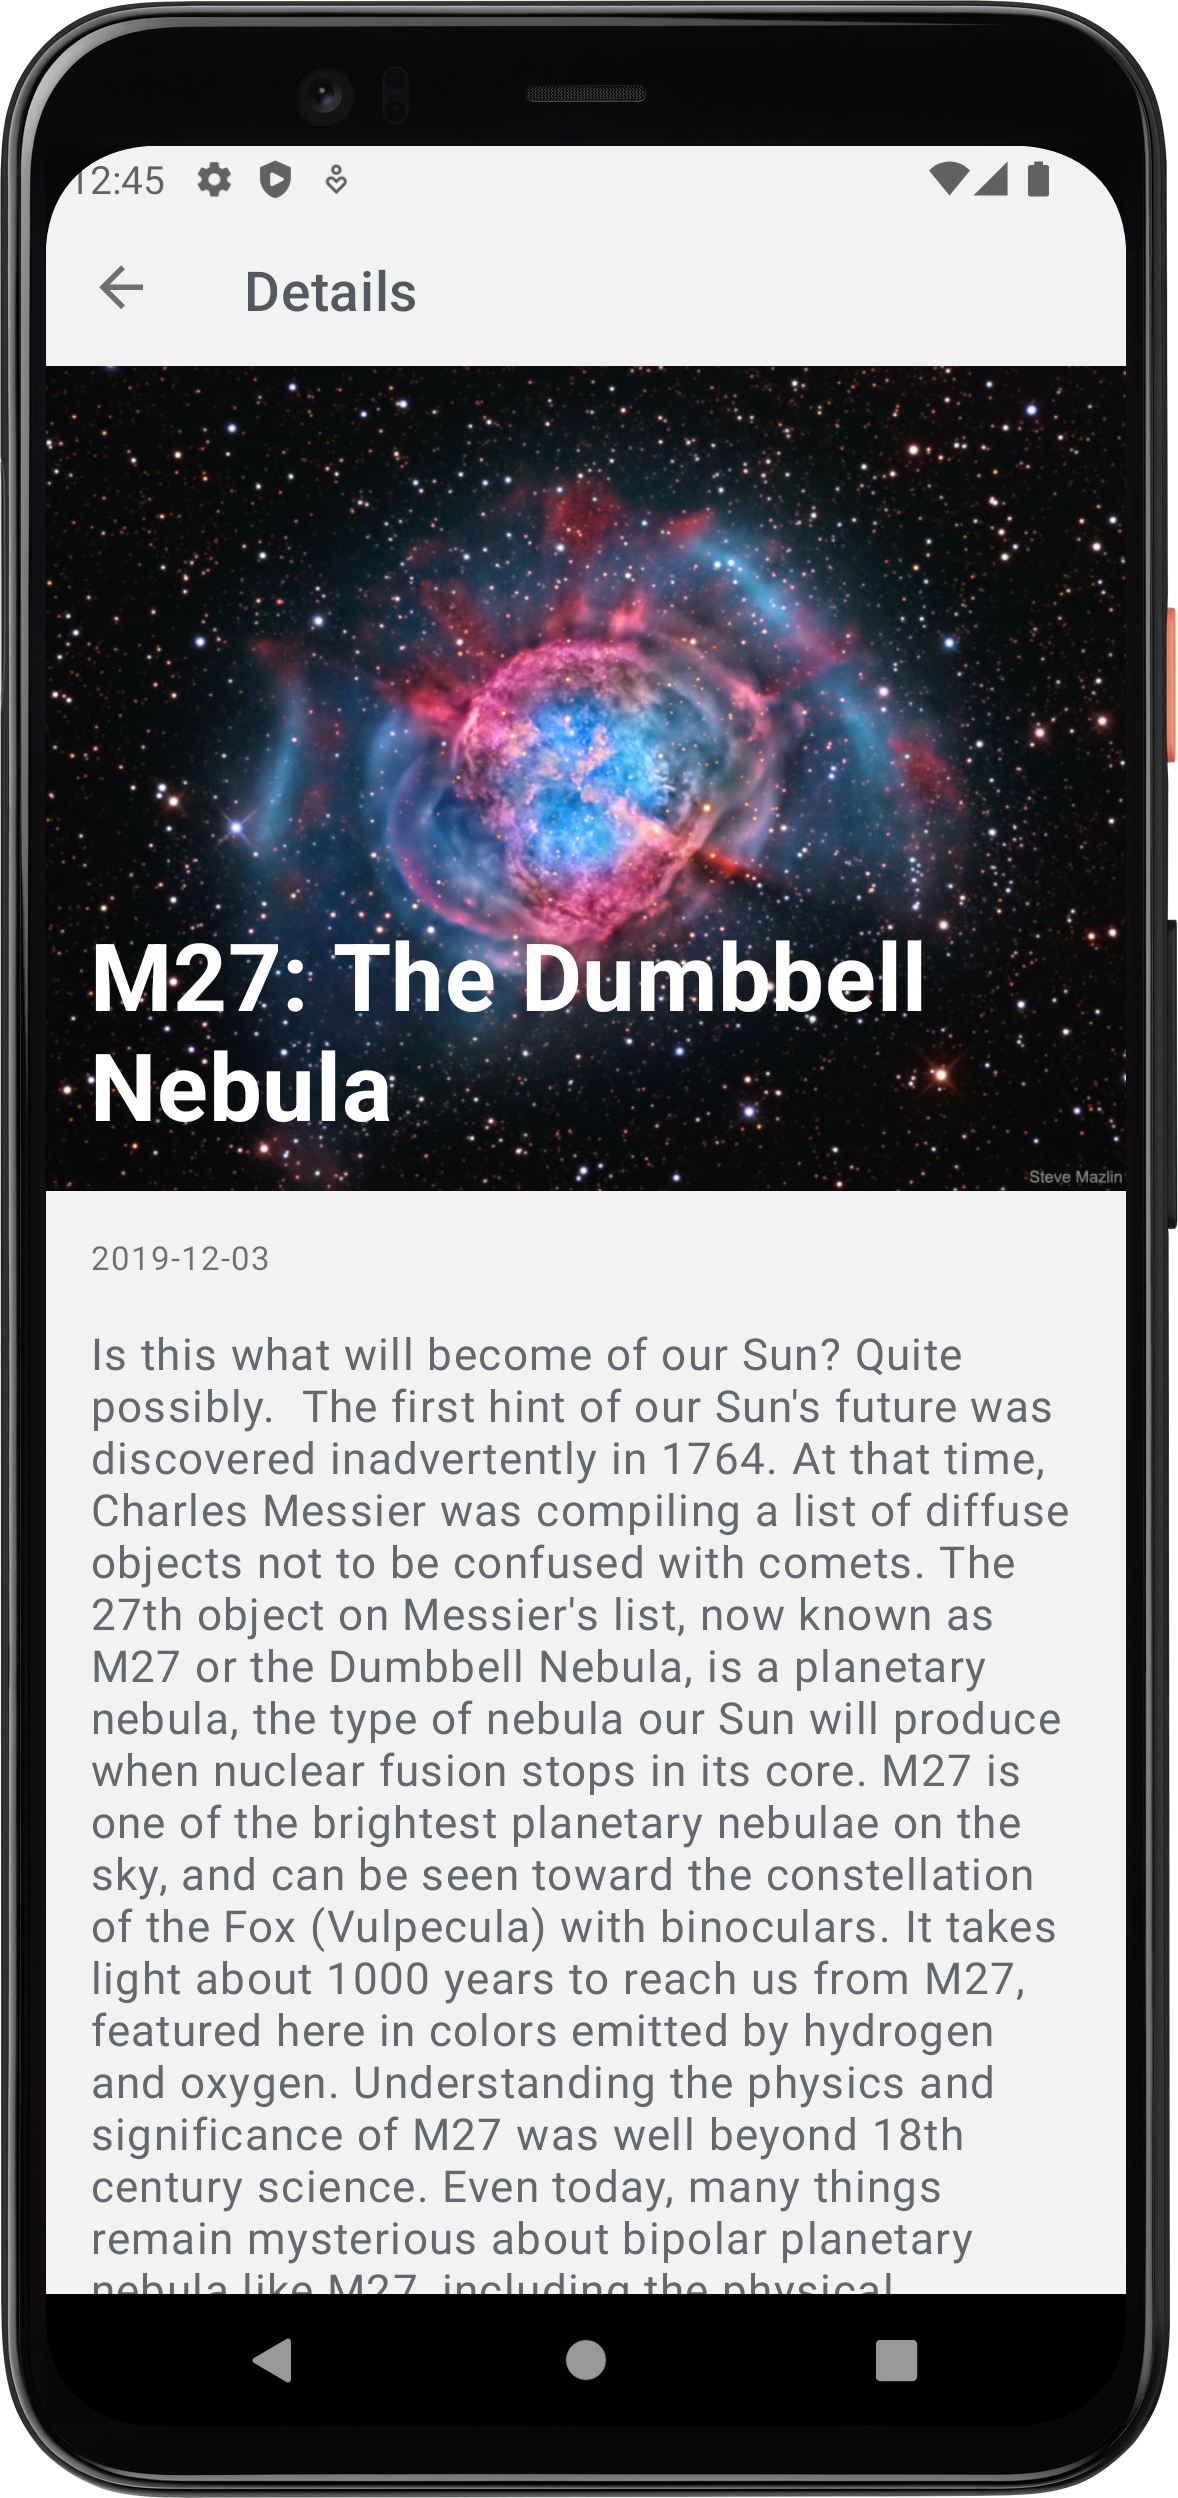 12:45
Details
M27: The Dumbbell
Nebula
Steve Mazlin
2019-12-03
Is this what will become of our Sun? Quite
possibly.  The first hint of our Sun's future was
discovered inadvertently in 1764. At that time,
Charles Messier was compiling a list of diffuse
objects not to be confused with comets. The
27th object on Messier's list, now known as
M27 or the Dumbbell Nebula, is a planetary
nebula, the type of nebula our Sun will produce
when nuclear fusion stops in its core. M27 is
one of the brightest planetary nebulae on the
sky, and can be seen toward the constellation
of the Fox (Vulpecula) with binoculars. It takes
light about 1000 years to reach us from M27,
featured here in colors emitted by hydrogen
and oxygen. Understanding the physics and
significance of M27 was well beyond 18th
century science. Even today, many things
remain mysterious about bipolar planetary
nebula like M27, including the physical